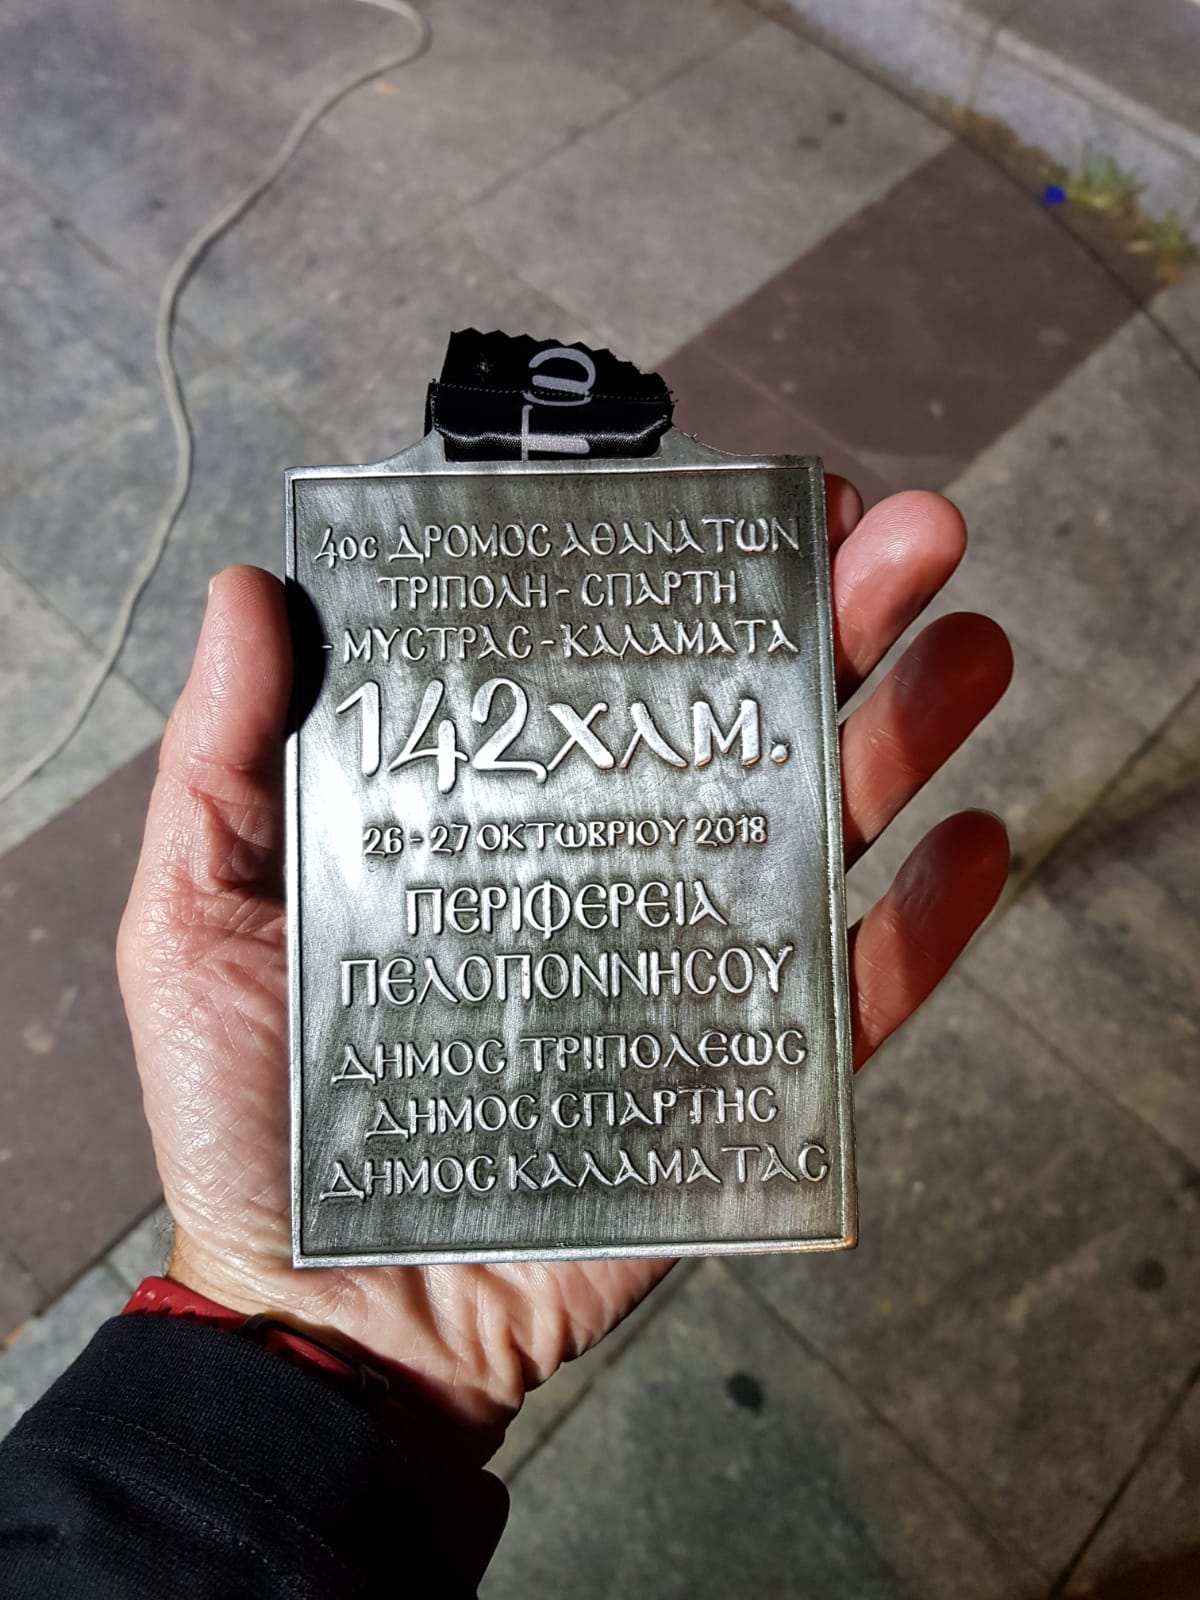 Τω
4ος ΔΡΟΜΟΣ ΑΘΑΝΑΤΩΝ
ΤΡΙΠΟΛΗ - ΣΠΑΡΤΗ
- ΜΥΣΤΡΑΣ - ΚΑΛΑΜΑΤΑ
142χλμ.
26 - 27 ΟΚΤΩΒΡΙΟΥ 2018
ΠΕΡΙΦΕΡΕΙΑ
ΠΕΛΟΠΟΝΝΗΣΟΥ
ΔΗΜΟΣ ΤΡΙΠΟΛΕΩΣ
ΔΗΜΟΣ ΣΠΑΡΤΗΣ
ΔΗΜΟΣ ΚΑΛΑΜΑΤΑΣ